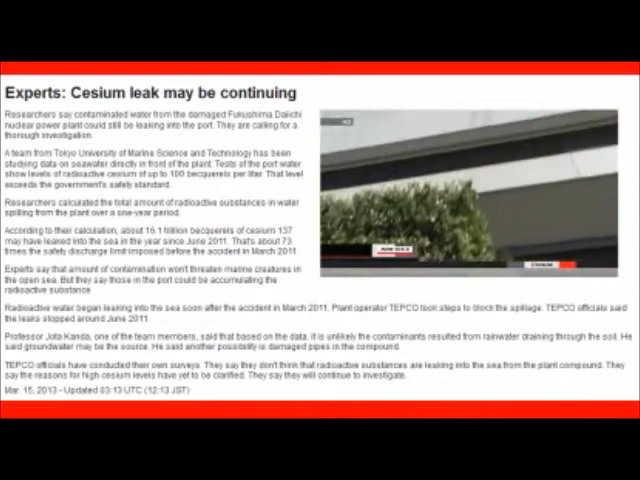 Experts: Cesium leak may be continuing
Researchers say contaminated water from the damaged Fukushima Daiichi
nuclear power plant could still be leaking into the port. They are calling for a
thorough investigation.
A team from Tokyo University of Marine Science and Technology has been
studying data on seawater directly in front of the plant. Tests of the port water
show levels of radioactive cesium of up to 100 becquerels per liter. That level
exceeds the government's safety standard.
Researchers calculated the total amount of radioactive substances in water
spilling from the plant over a one-year period.
According to their calculation, about 16.1 trillion becquerels of cesium 137
may have leaked into the sea in the year since June 2011. That's about 73
times the safety discharge limit imposed before the accident in March 2011.
Experts say that amount of contamination won't threaten marine creatures in
the open sea. But they say those in the port could be accumulating the
radioactive substance.
Radioactive water began leaking into the sea soon after the accident in March 2011. Plant operator TEPCO took steps to block the spillage. TEPCO officials said
the leaks stopped around June 2011.
Professor Jota Kanda, one of the team members, said that based on the data, it is unlikely the contaminants resulted from rainwater draining through the soil. He
said groundwater may be the source. He said another possibility is damaged pipes in the compound.
TEPCO officials have conducted their own surveys. They say they don't think that radioactive substances are leaking into the sea from the plant compound. They
say the reasons for high cesium levels have yet to be clarified. They say they will continue to investigate.
Mar. 15, 2013 - Updated 03:13 UTC (12:13 JST)